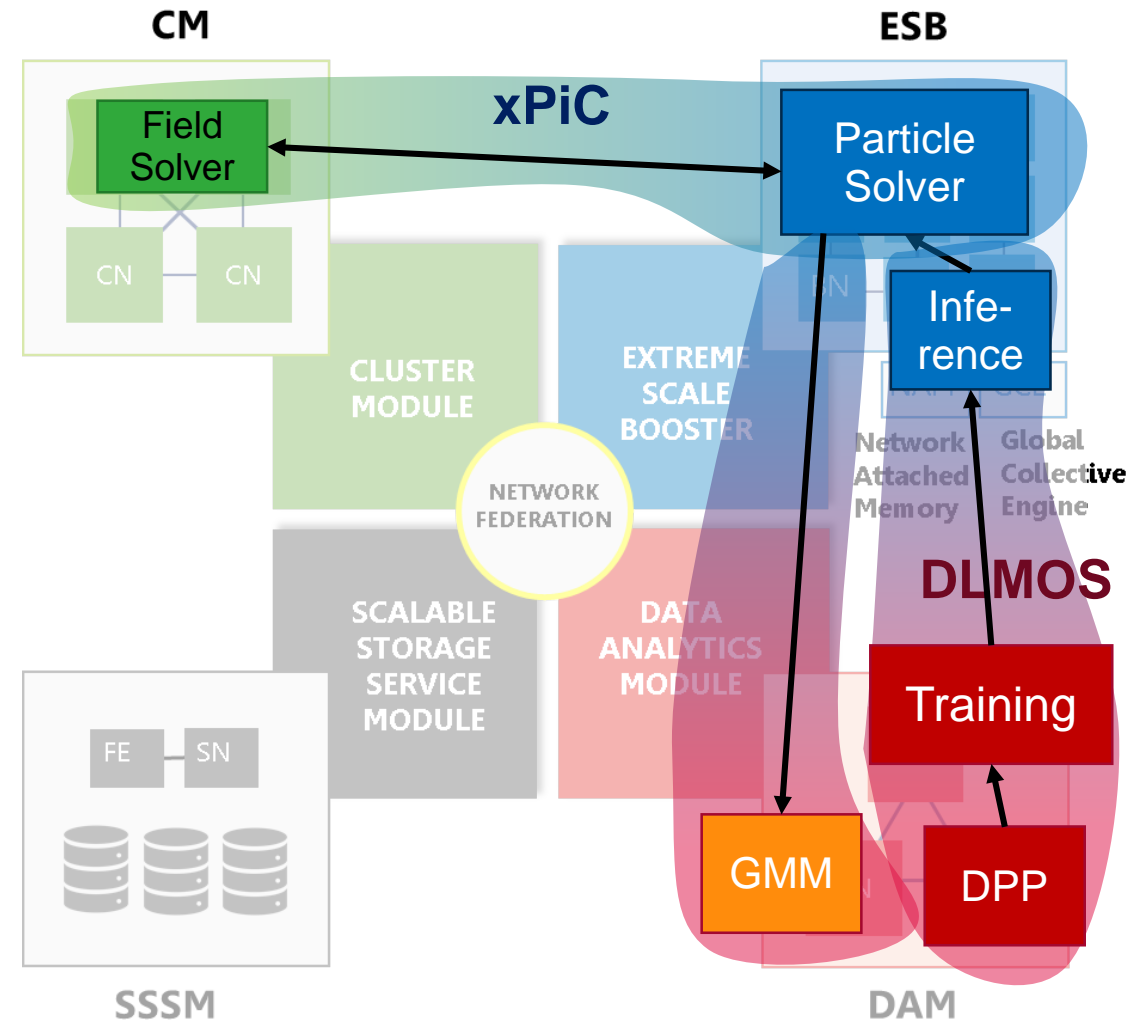 CM
ESB
xPiC
Field
Solver
Particle
Solver
CN
CN
BN
Infe-
rence
CLUSTER
MODULE
EXTREME
SCALE
BOOSTER
Network
Attached
Memory
Global
Collective
Engine
NETWORK
FEDERATION
DLMOS
SCALABLE
STORAGE
SERVICE
MODULE
DATA
ANALYTICS
MODULE
Training
FE
SN
GMM
DPP
SSSM
DAM